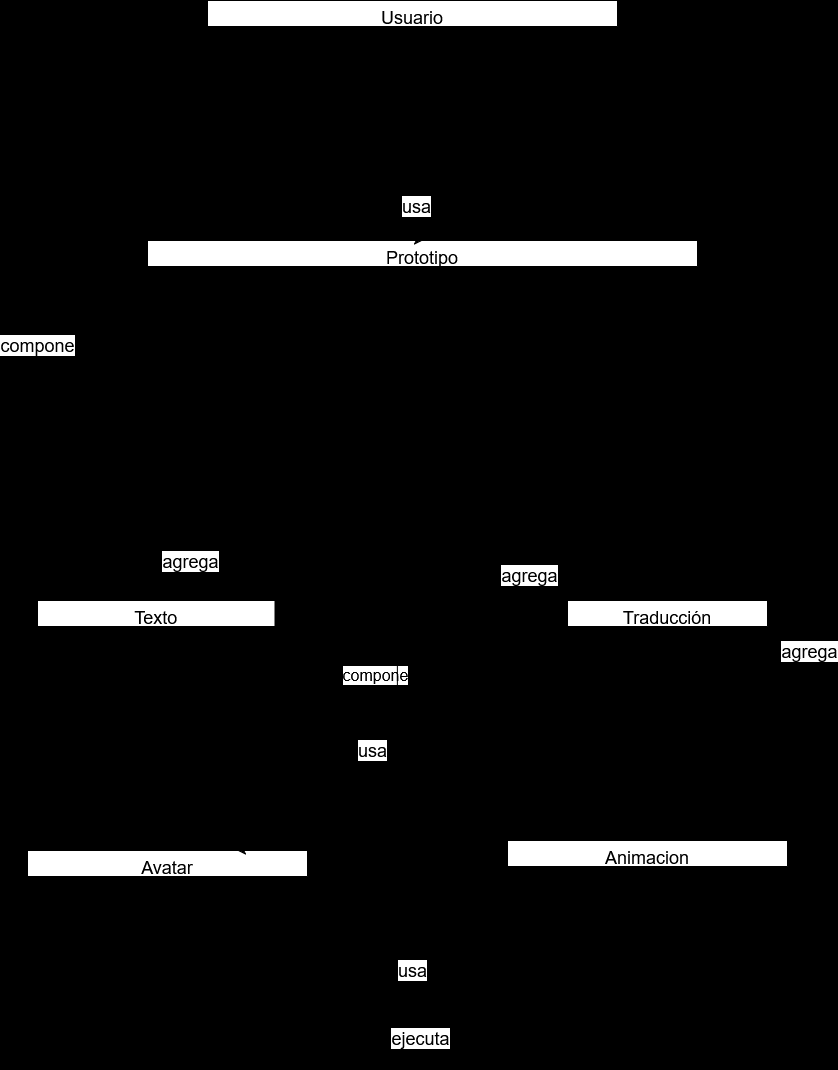 Usuario
usa
Prototipo
compone
agrega
agrega
Texto
Traducción
agrega
compone
usa
Avatar
Animacion
usa
ejecuta